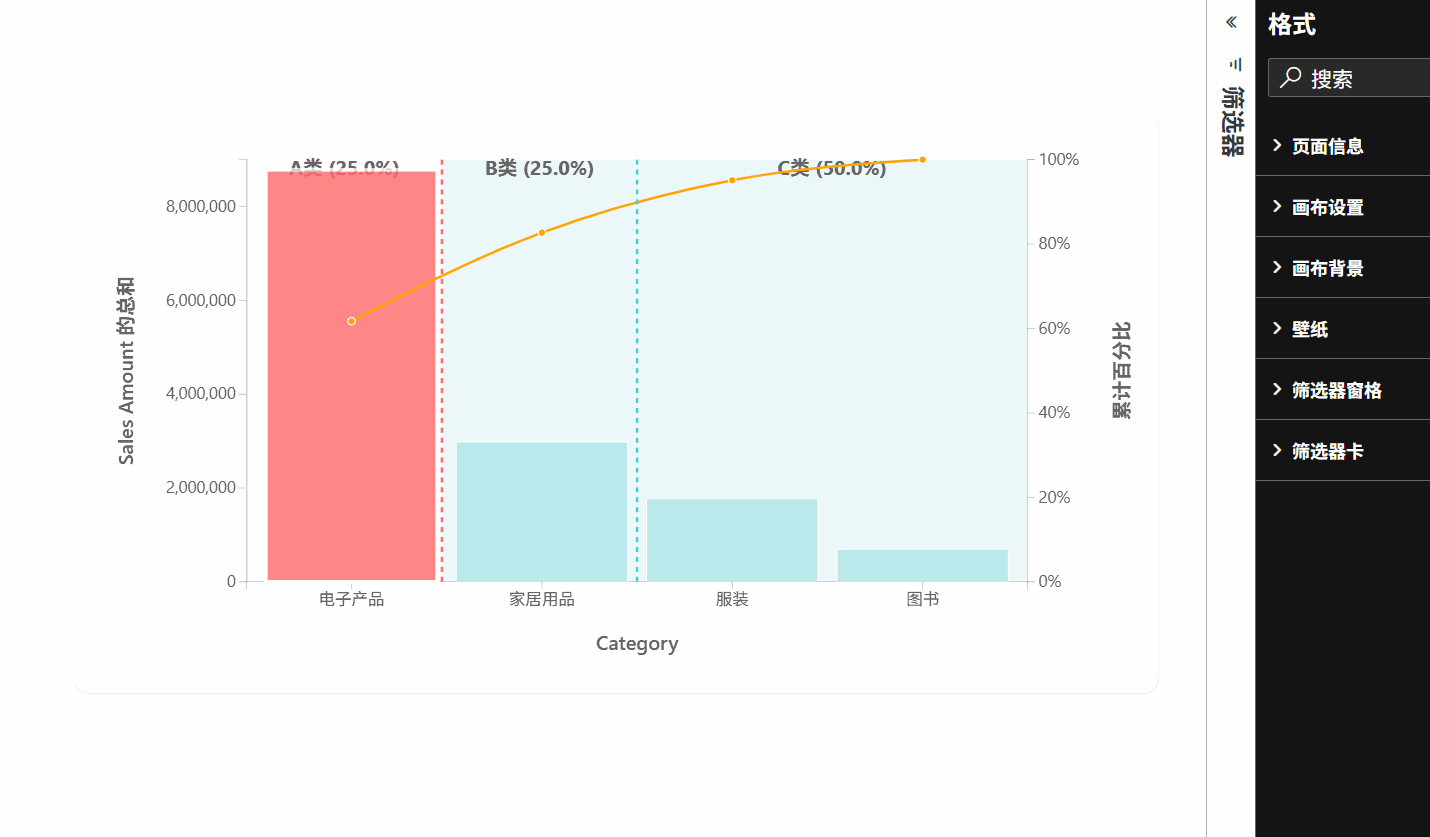 A类 (25.0%)
B类 (25.0%)
C类 (50.0%)
8,000,000
6,000,000
4,000,000
2,000,000
0
Sales Amount 的总和
100%
80%
60%
40%
20%
0%
累计百分比
电子产品
家居用品
服装
图书
Category
筛选器
格式
搜索
页面信息
画布设置
画布背景
壁纸
筛选器窗格
筛选器卡